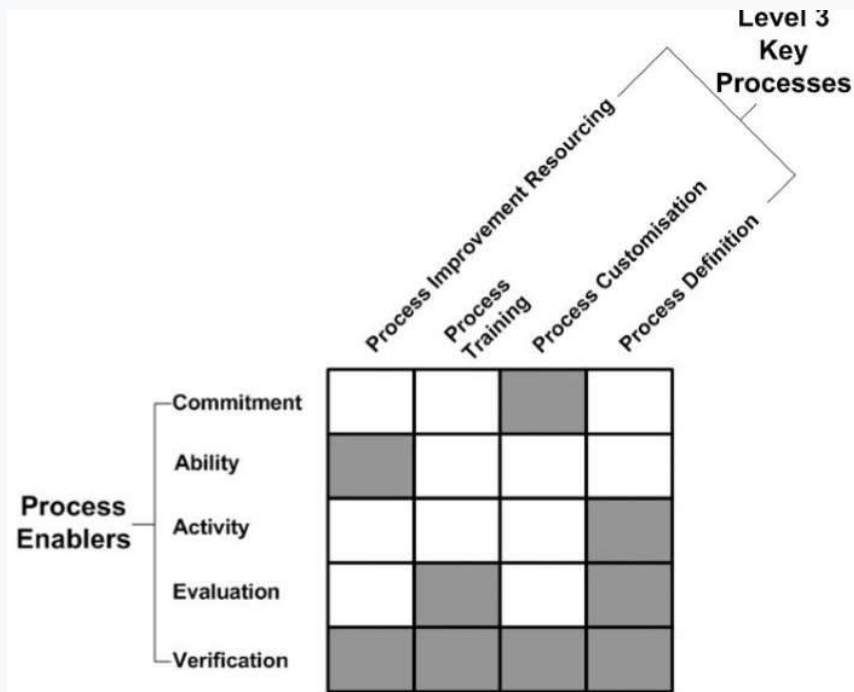 Level 3
Key
Processes
Process Improvement Resourcing
Process
Training
Process Customisation
Process Definition
Process
Enablers
Commitment
Ability
Activity
Evaluation
Verification